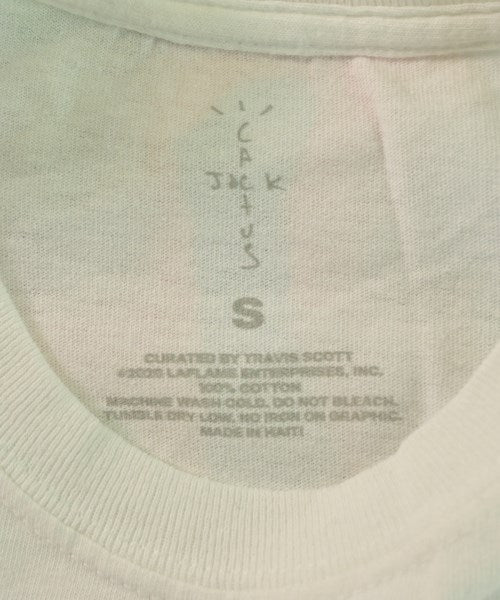 CACTUS
JACK
S
CURATED BY TRAVIS SCOTT
©2020 LAFLAME ENTERPRISES, INC.
100% COTTON
MACHINE WASH COLD. DO NOT BLEACH.
TUMBLE DRY LOW. NO IRON ON GRAPHIC.
MADE IN HAITI